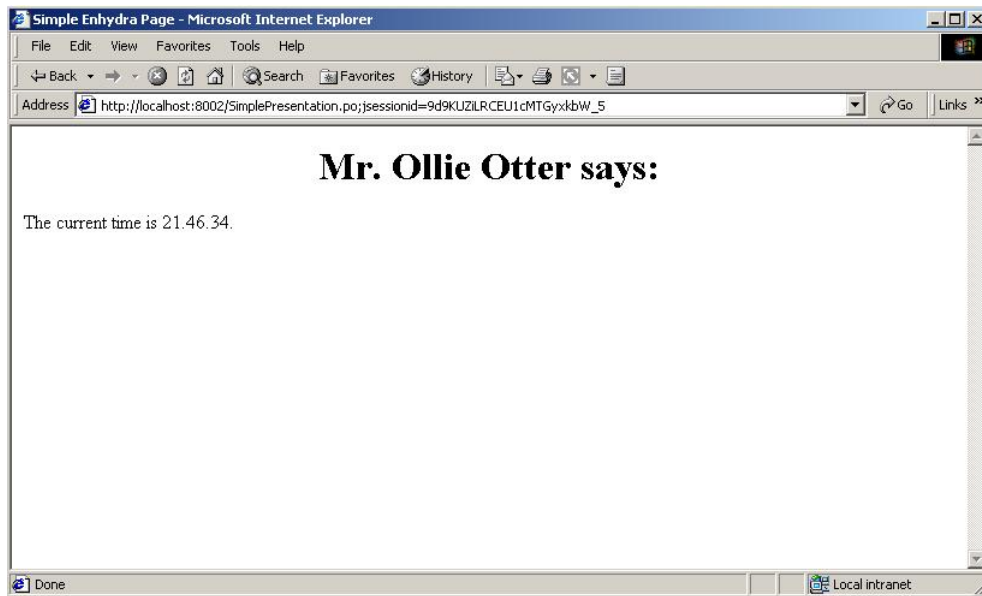 Simple Enhydra Page - Microsoft Internet Explorer
File Edit View Favorites Tools Help
Back Search Favorites History
Address http://localhost:8002/SimplePresentation.po;jsessionid=9d9KUZiLRCEU1cMTGyxkbW_5 Go Links »
Mr. Ollie Otter says:
The current time is 21.46.34.
Done Local intranet